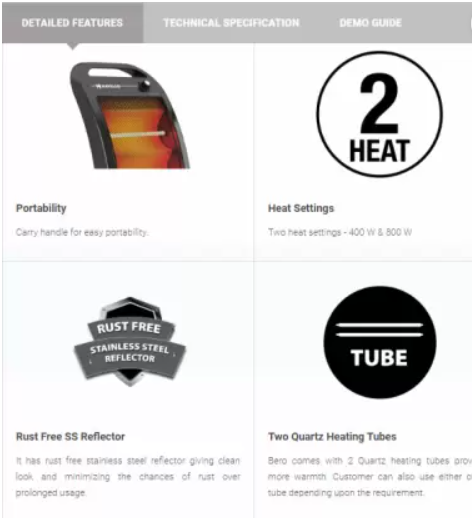 DETAILED FEATURES TECHNICAL SPECIFICATION DEMO GUIDE
HAVELLS
2
HEAT
Portability
Carry handle for easy portability.
Heat Settings
Two heat settings - 400 W & 800 W
RUST FREE
STAINLESS STEEL
REFLECTOR
TUBE
Rust Free SS Reflector
It has rust free stainless steel reflector giving clean
look and minimizing the chances of rust over
prolonged usage.
Two Quartz Heating Tubes
Bero comes with 2 Quartz heating tubes prov
more warmth. Customer can also use either o
tube depending upon the requirement.